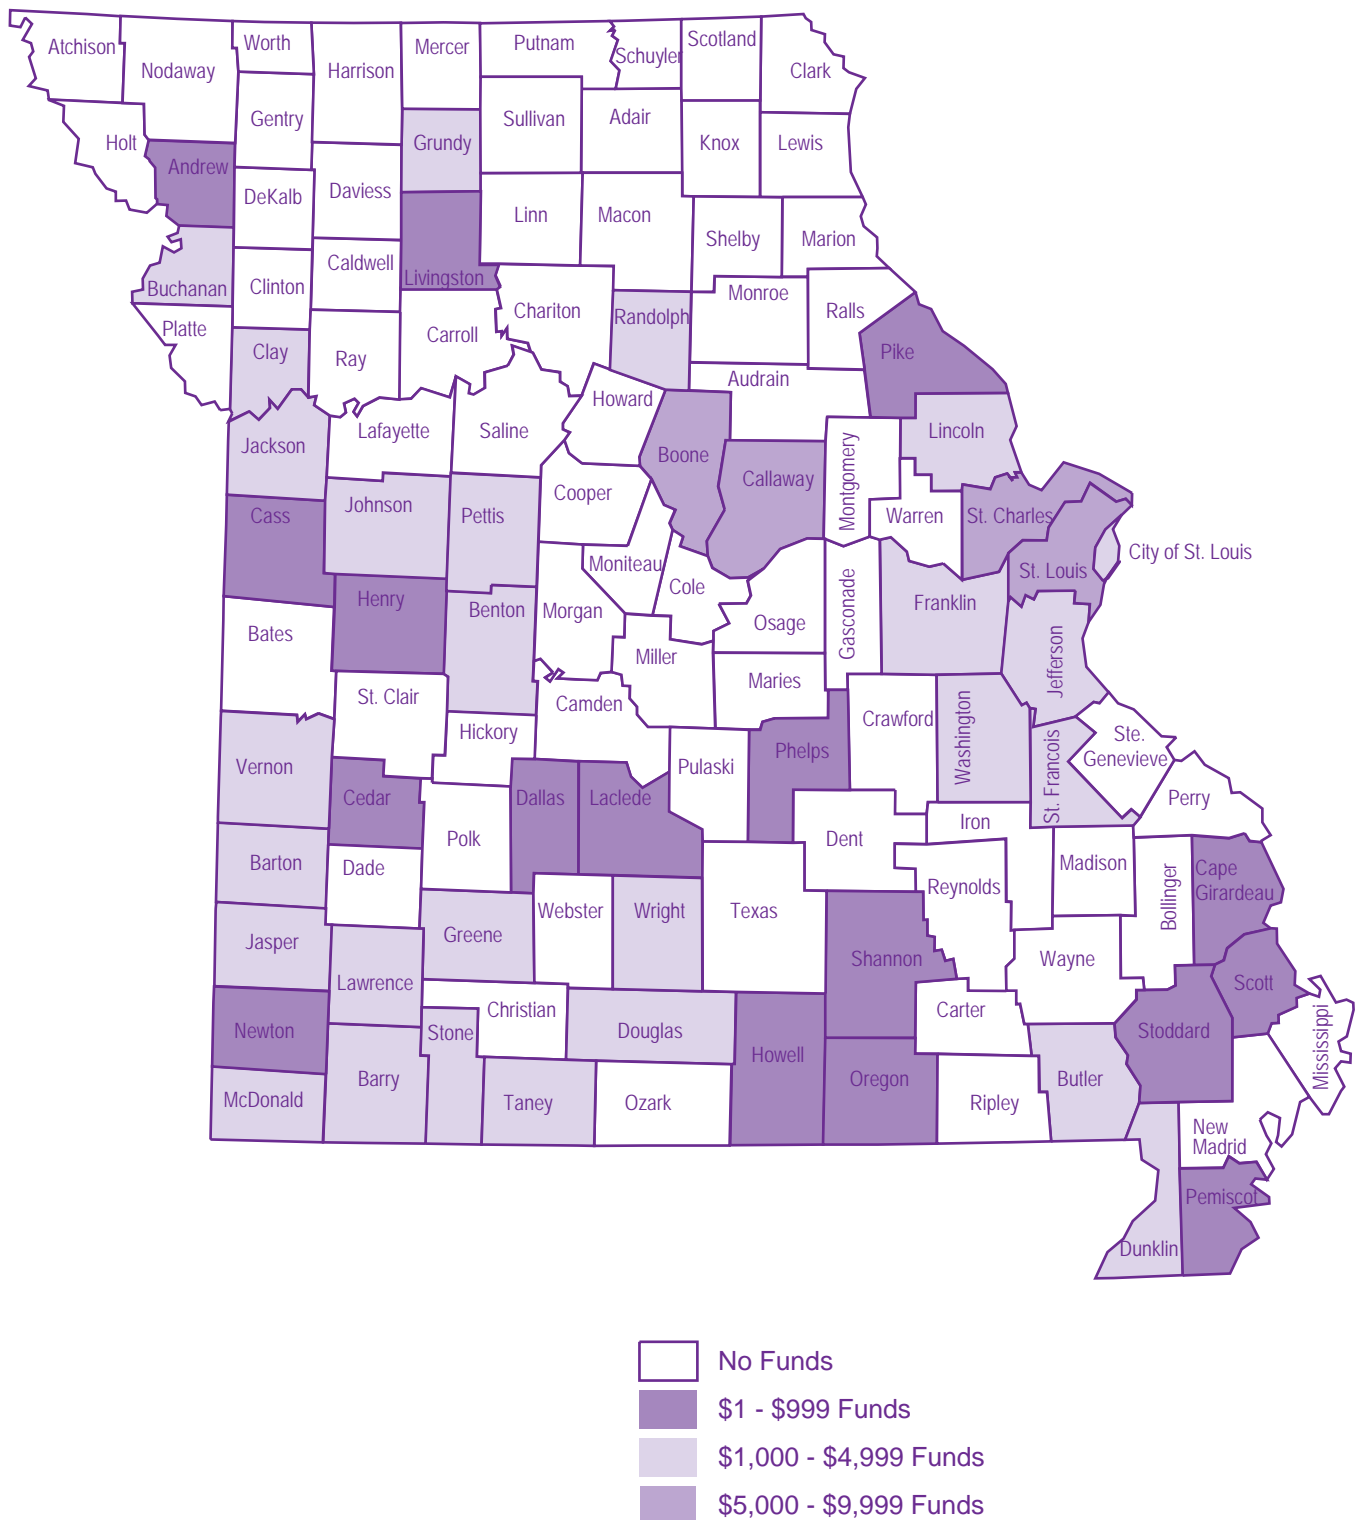 Atchison
Nodaway
Worth
Harrison
Mercer
Putnam
Schuyler
Scotland
Clark
Holt
Gentry
Grundy
Sullivan
Adair
Knox
Lewis
Andrew
DeKalb
Daviess
Livingston
Linn
Macon
Shelby
Marion
Buchanan
Clinton
Caldwell
Chariton
Randolph
Monroe
Ralls
Pike
Platte
Clay
Ray
Carroll
Howard
Audrain
Jackson
Lafayette
Saline
Boone
Callaway
Montgomery
Lincoln
Cass
Johnson
Pettis
Cooper
Warren
St. Charles
City of St. Louis
St. Louis
Henry
Benton
Morgan
Moniteau
Cole
Osage
Gasconade
Franklin
Jefferson
Bates
St. Clair
Miller
Maries
Camden
Hickory
Pulaski
Phelps
Crawford
Washington
St. Francois
Ste.
Genevieve
Perry
Vernon
Cedar
Polk
Dallas
Laclede
Dent
Iron
Reynolds
Madison
Bollinger
Cape
Girardeau
Barton
Dade
Greene
Webster
Wright
Texas
Shannon
Wayne
Scott
Jasper
Lawrence
Christian
Douglas
Howell
Carter
Stoddard
Mississippi
Newton
Stone
Barry
Taney
Ozark
Oregon
Ripley
Butler
McDonald
New
Madrid
Pemiscot
Dunklin
No Funds
$1 - $999 Funds
$1,000 - $4,999 Funds
$5,000 - $9,999 Funds